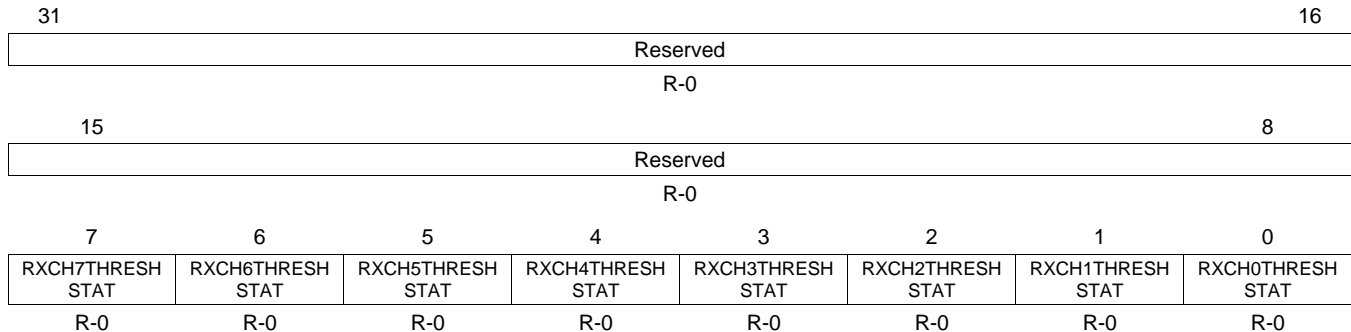 31 16
Reserved
R-0
15 8
Reserved
R-0
7 6 5 4 3 2 1 0
RXCH7THRESH RXCH6THRESH RXCH5THRESH RXCH4THRESH RXCH3THRESH RXCH2THRESH RXCH1THRESH RXCH0THRESH
STAT STAT STAT STAT STAT STAT STAT STAT
R-0 R-0 R-0 R-0 R-0 R-0 R-0 R-0